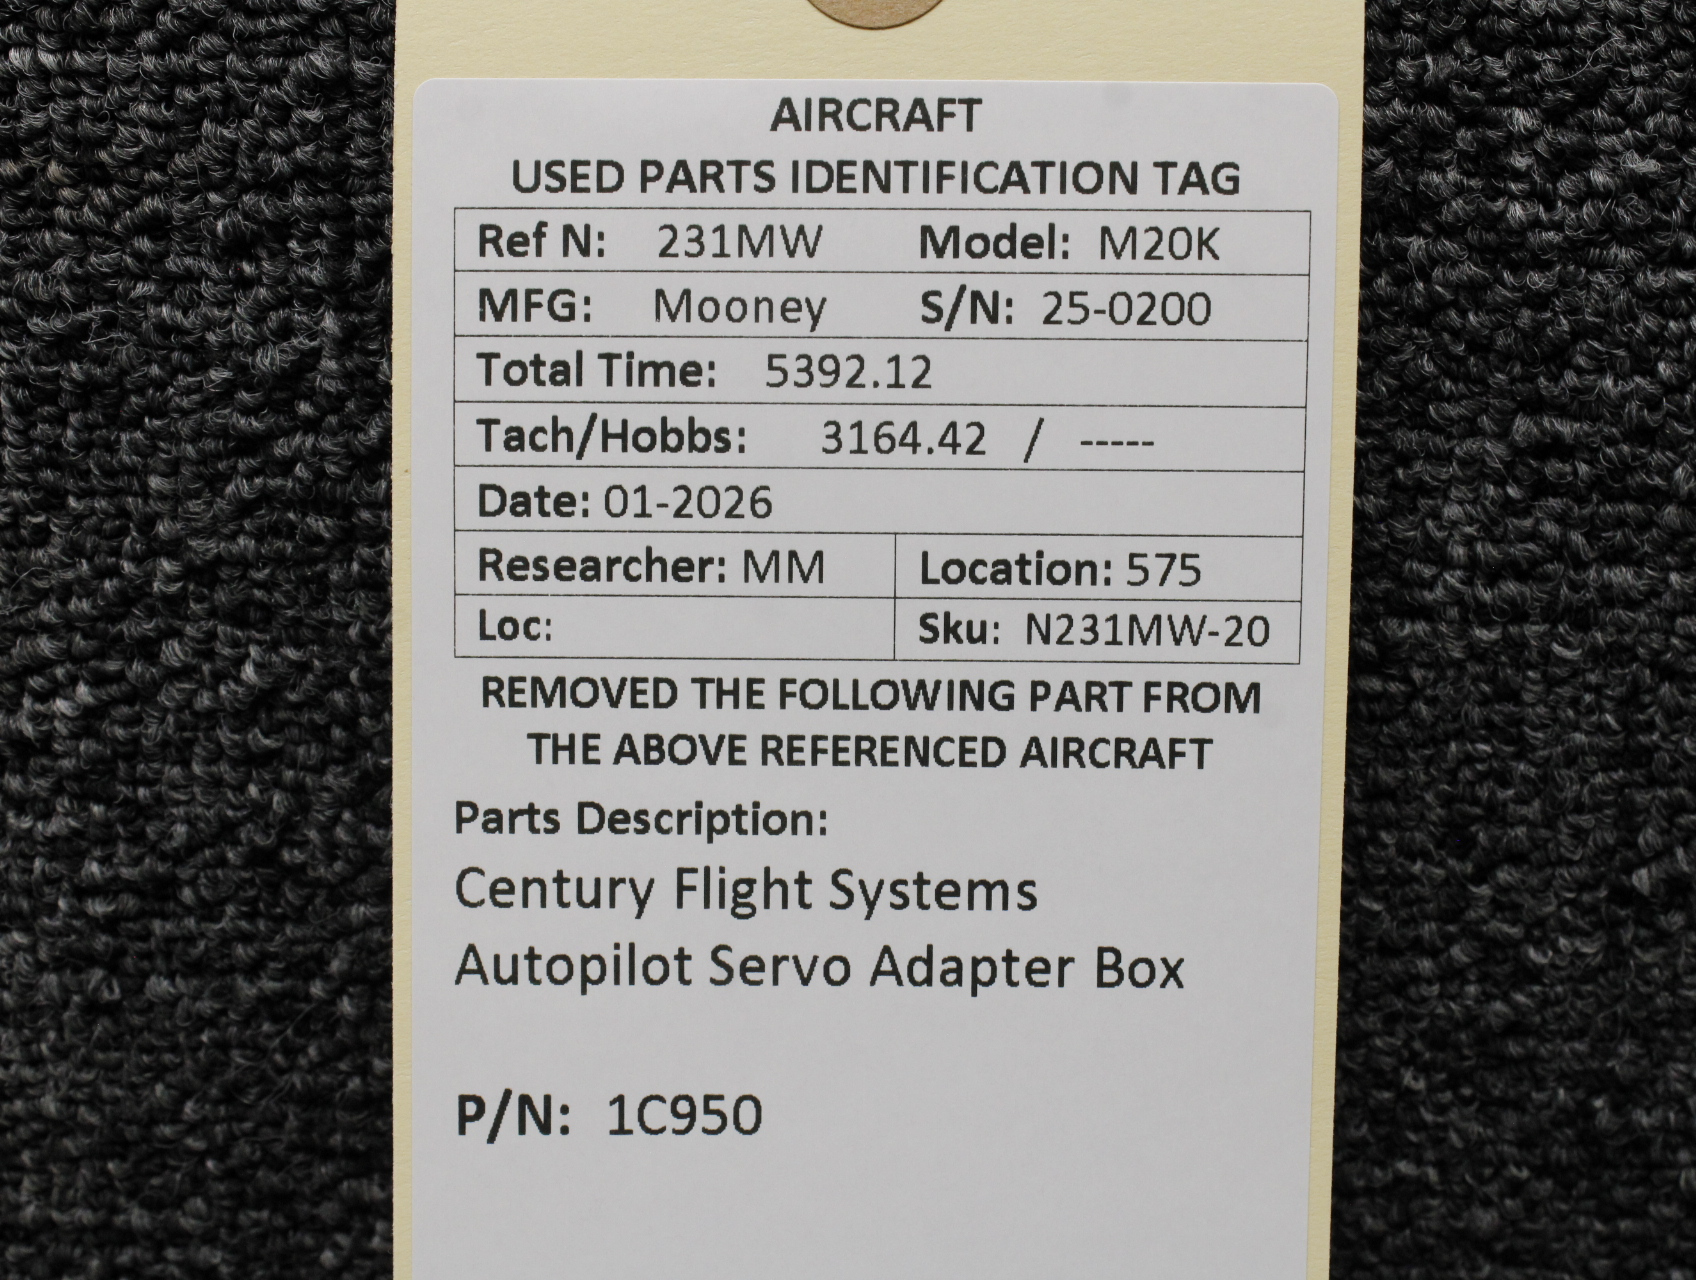 AIRCRAFT
USED PARTS IDENTIFICATION TAG
Ref N: 231MW Model: M20K
MFG: Mooney S/N: 25-0200
Total Time: 5392.12
Tach/Hobbs: 3164.42 / -----
Date: 01-2026
Researcher: MM Location: 575
Loc: Sku: N231MW-20
REMOVED THE FOLLOWING PART FROM
THE ABOVE REFERENCED AIRCRAFT
Parts Description:
Century Flight Systems
Autopilot Servo Adapter Box
P/N: 1C950